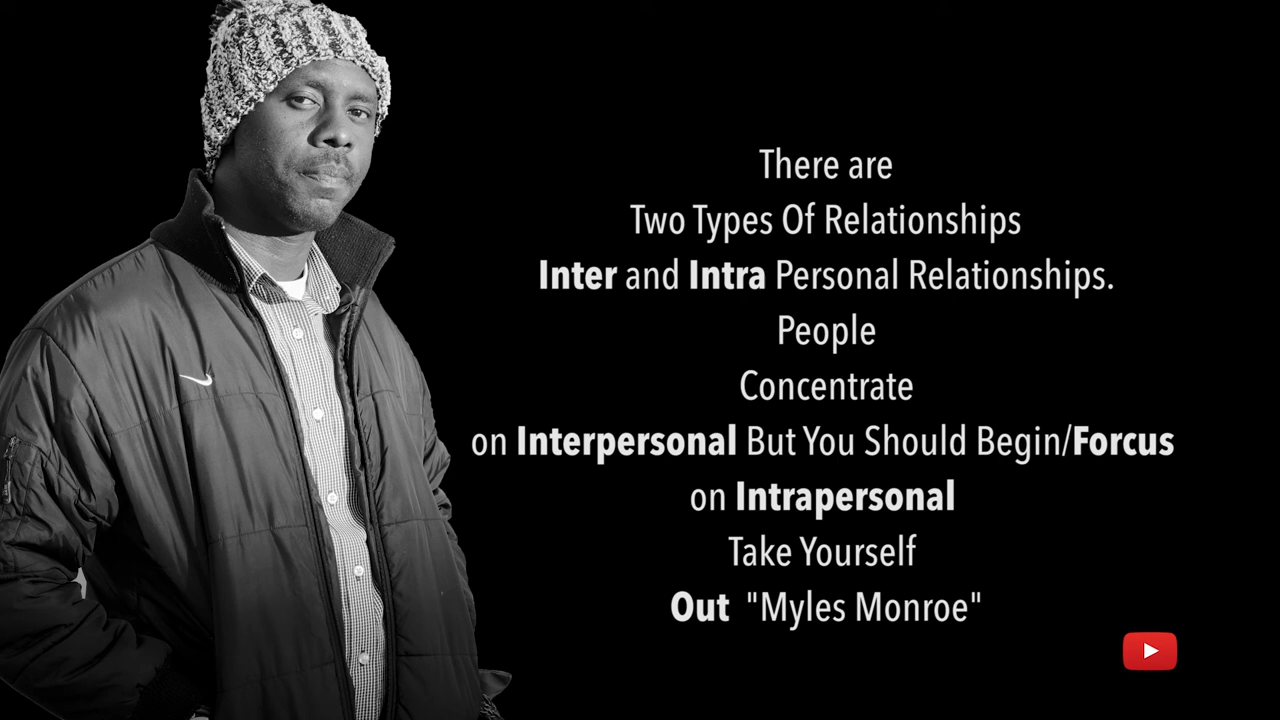 There are
Two Types Of Relationships
Inter and Intra Personal Relationships.
People
Concentrate
on Interpersonal But You Should Begin/Forcus
on Intrapersonal
Take Yourself
Out "Myles Monroe"